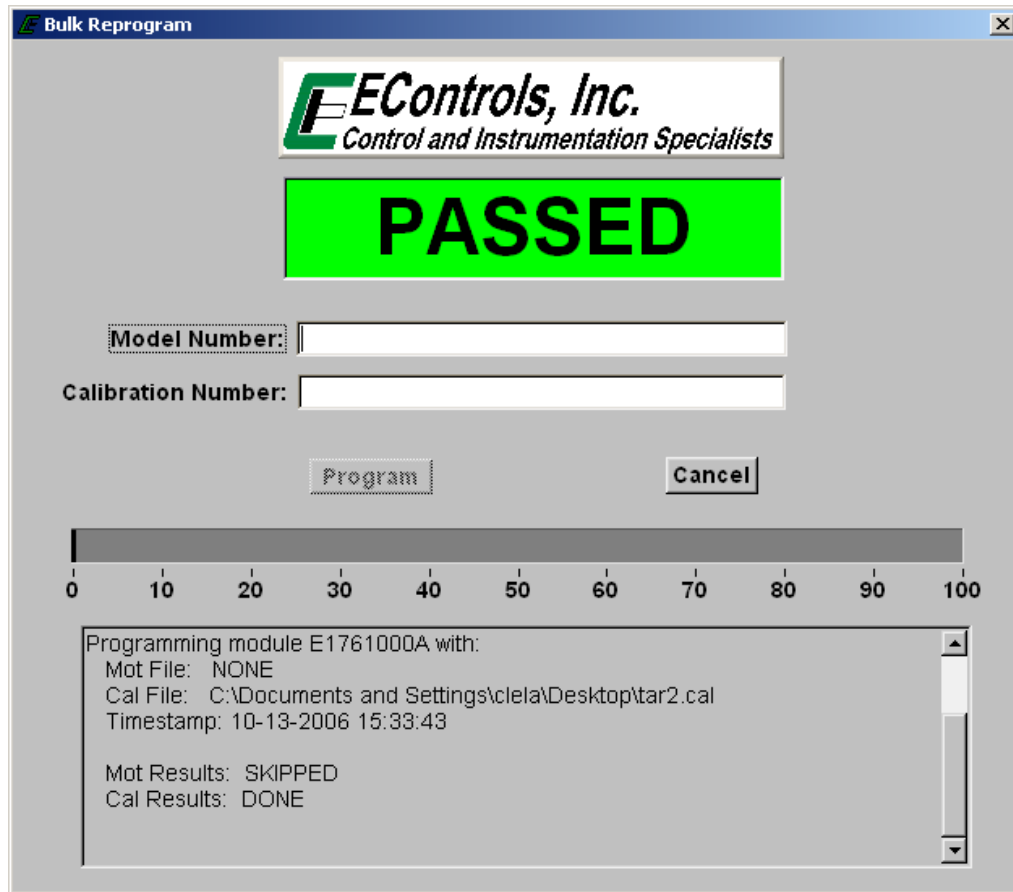 Bulk Reprogram
EControls, Inc.
Control and Instrumentation Specialists
PASSED
Model Number:
Calibration Number:
Program Cancel
0 10 20 30 40 50 60 70 80 90 100
Programming module E1761000A with:
Mot File: NONE
Cal File: C:\Documents and Settings\clela\Desktop\tar2.cal
Timestamp: 10-13-2006 15:33:43
Mot Results: SKIPPED
Cal Results: DONE